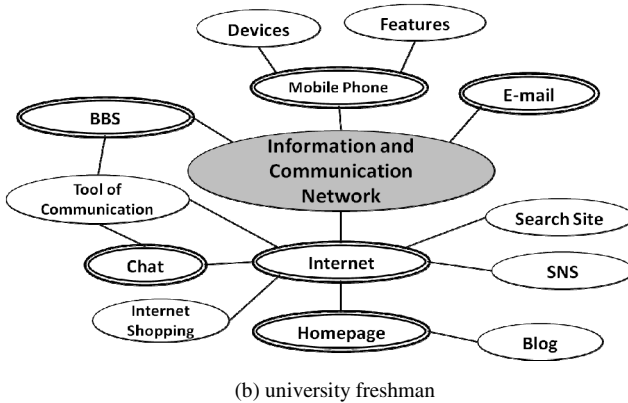 Devices
Features
Mobile Phone
E-mail
BBS
Information and
Communication
Network
Tool of
Communication
Search Site
Chat
Internet
SNS
Internet
Shopping
Homepage
Blog
(b) university freshman